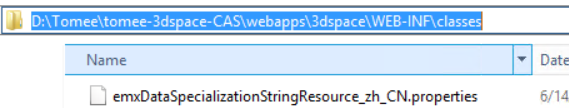 D:\Tomee\tomee-3dspace-CAS\webapps\3dspace\WEB-INF\classes
Name Date
emxDataSpecializationStringResource_zh_CN.properties 6/14